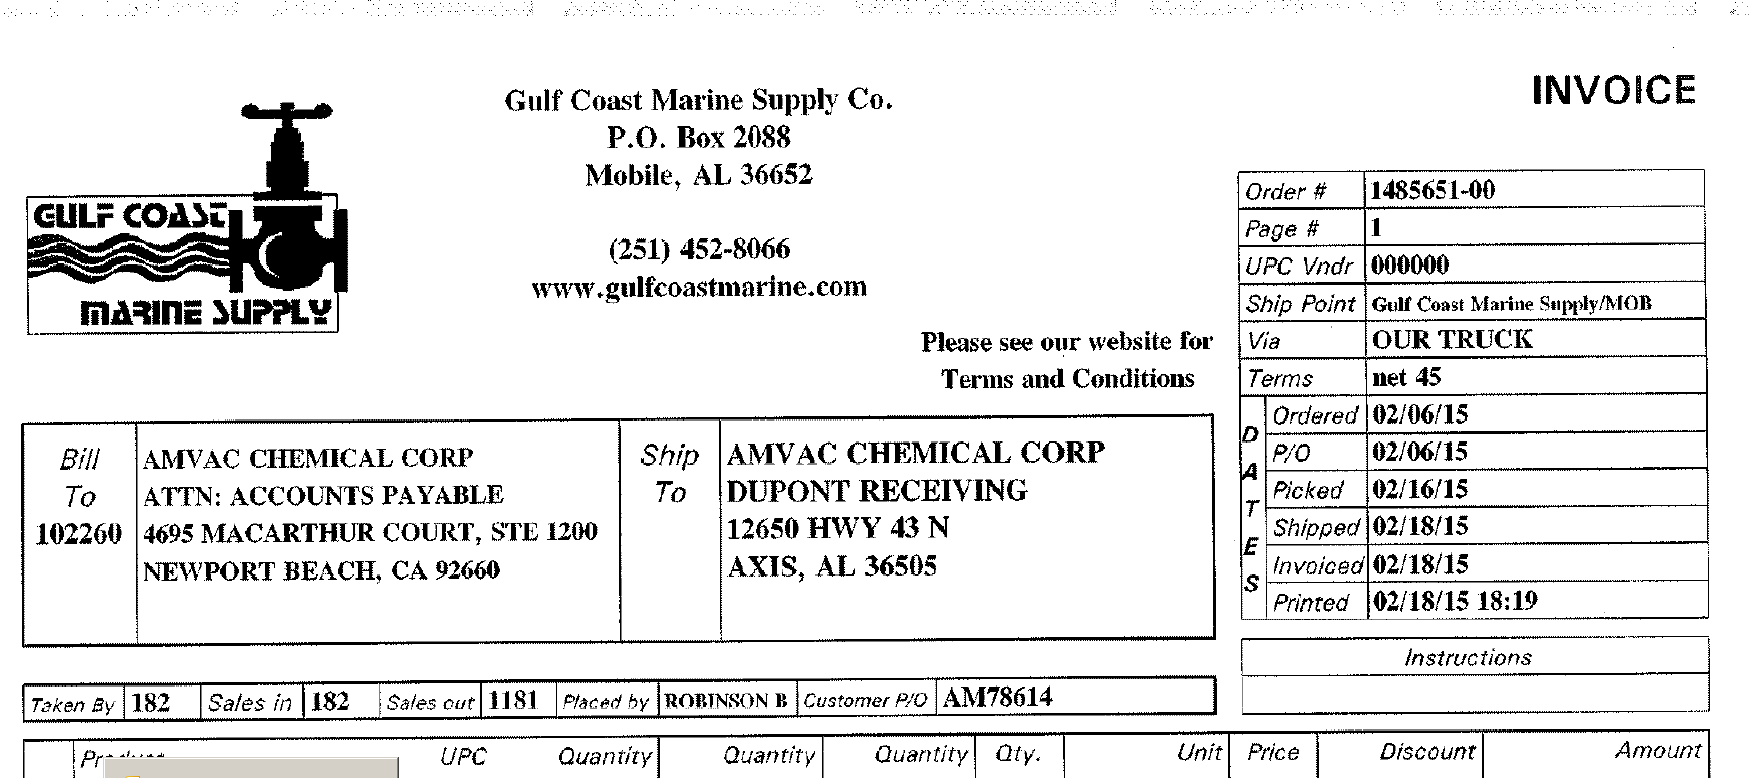 INVOICE
Gulf Coast Marine Supply Co.
P.O. Box 2088
Mobile, AL 36652
(251) 452-8066
www.gulfcoastmarine.com
GULF COAST
MARINE SUPPLY
Please see our website for
Terms and Conditions
Order # 1485651-00
Page # 1
UPC Vndr 000000
Ship Point Gulf Coast Marine Supply/MOB
Via OUR TRUCK
Terms net 45
DATES
Ordered 02/06/15
P/O 02/06/15
Picked 02/16/15
Shipped 02/18/15
Invoiced 02/18/15
Printed 02/18/15 18:19
Bill To 102260
AMVAC CHEMICAL CORP
ATTN: ACCOUNTS PAYABLE
4695 MACARTHUR COURT, STE 1200
NEWPORT BEACH, CA 92660
Ship To
AMVAC CHEMICAL CORP
DUPONT RECEIVING
12650 HWY 43 N
AXIS, AL 36505
Instructions
Taken By 182 Sales in 182 Sales out 1181 Placed by ROBINSON B Customer P/O AM78614
UPC Quantity Quantity Quantity Qty. Unit Price Discount Amount